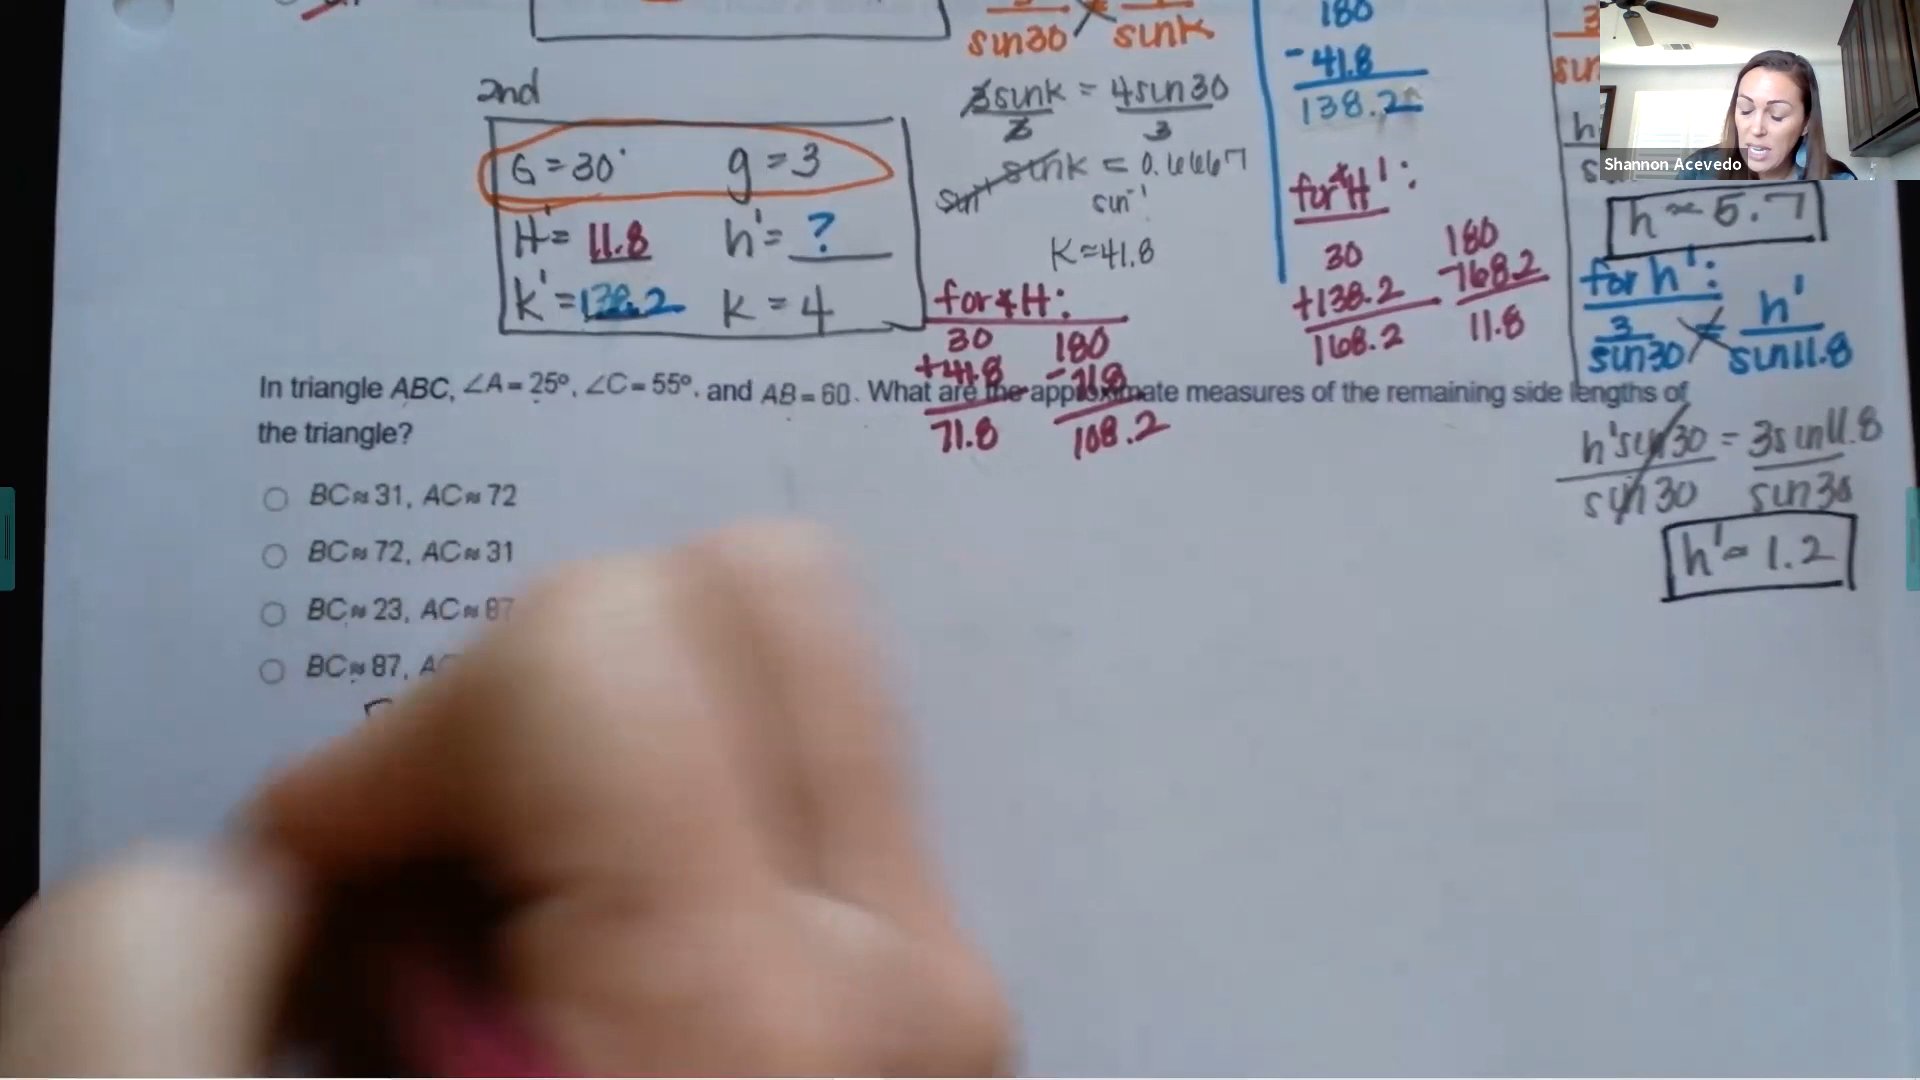 sin30 sink
180
-41.8
138.2
2nd
G=30° g=3
H'= 11.8 h'= ?
k'=138.2 k=4
3sink = 4sin30
3 3
sin⁻¹ sink = 0.6667
sin⁻¹
K≈41.8
for∢H:
30 180
+41.8 -71.8
71.8 108.2
for∢H':
30 180
+138.2 -168.2
168.2 11.8
Shannon Acevedo
h≈5.7
for h':
3 = h'
sin30 sin11.8
h'sin30 = 3sin11.8
sin30 sin30
h'≈1.2
In triangle ABC, ∠A = 25°, ∠C = 55°, and AB = 60. What are the approximate measures of the remaining side lengths of
the triangle?
BC≈ 31, AC≈ 72
BC≈ 72, AC≈ 31
BC≈ 23, AC≈ 87
BC≈ 87,